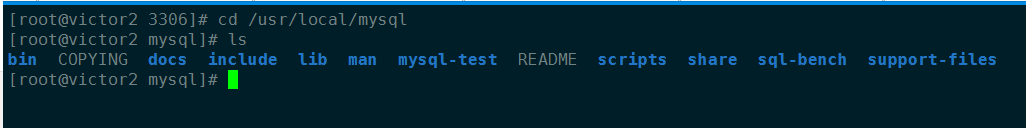 [root@victor2 3306]# cd /usr/local/mysql
[root@victor2 mysql]# ls
bin COPYING docs include lib man mysql-test README scripts share sql-bench support-files
[root@victor2 mysql]#